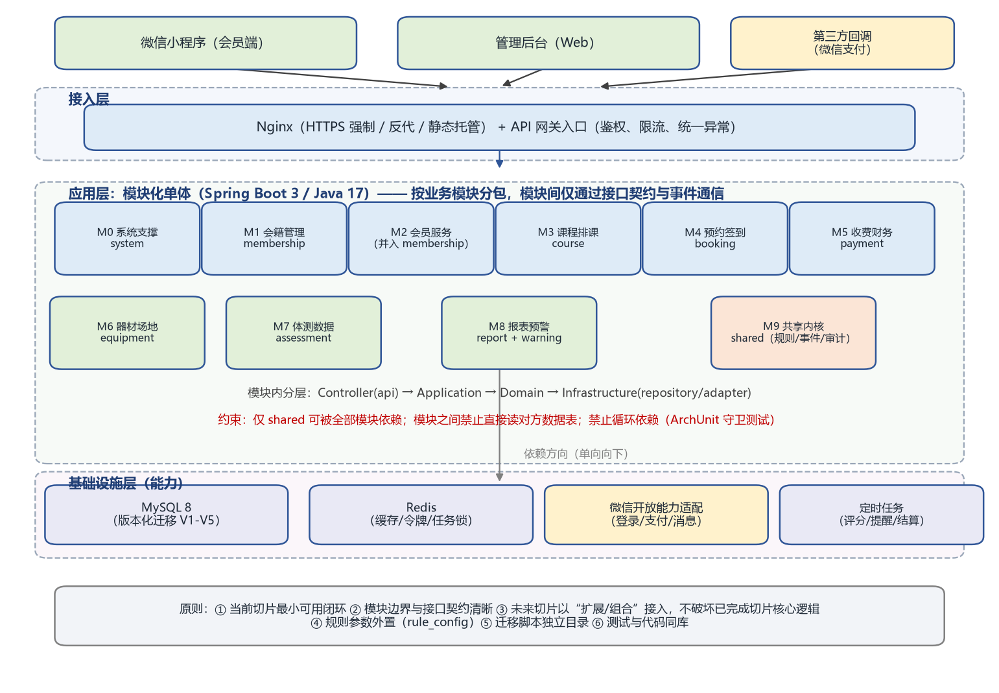 微信小程序（会员端）
管理后台（Web）
第三方回调
（微信支付）
接入层
Nginx（HTTPS 强制 / 反代 / 静态托管） + API 网关入口（鉴权、限流、统一异常）
应用层：模块化单体（Spring Boot 3 / Java 17）—— 按业务模块分包，模块间仅通过接口契约与事件通信
M0 系统支撑
system
M1 会籍管理
membership
M2 会员服务
（并入 membership）
M3 课程排课
course
M4 预约签到
booking
M5 收费财务
payment
M6 器材场地
equipment
M7 体测数据
assessment
M8 报表预警
report + warning
M9 共享内核
shared（规则/事件/审计）
模块内分层：Controller(api) → Application → Domain → Infrastructure(repository/adapter)
约束：仅 shared 可被全部模块依赖；模块之间禁止直接读对方数据表；禁止循环依赖（ArchUnit 守卫测试）
依赖方向（单向向下）
基础设施层（能力）
MySQL 8
（版本化迁移 V1-V5）
Redis
（缓存/令牌/任务锁）
微信开放能力适配
（登录/支付/消息）
定时任务
（评分/提醒/结算）
原则：① 当前切片最小可用闭环 ② 模块边界与接口契约清晰 ③ 未来切片以“扩展/组合”接入，不破坏已完成切片核心逻辑
④ 规则参数外置（rule_config）⑤ 迁移脚本独立目录 ⑥ 测试与代码同库